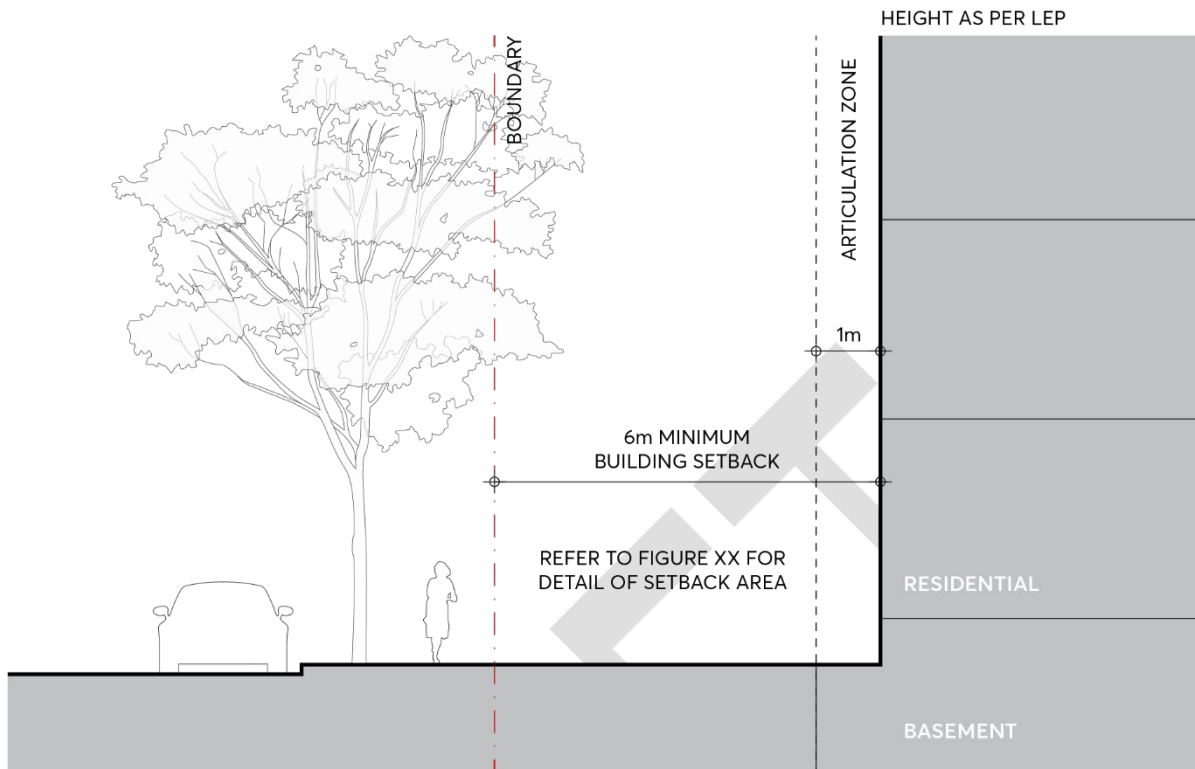 HEIGHT AS PER LEP
BOUNDARY
ARTICULATION ZONE
1m
6m MINIMUM
BUILDING SETBACK
REFER TO FIGURE XX FOR
DETAIL OF SETBACK AREA
RESIDENTIAL
BASEMENT